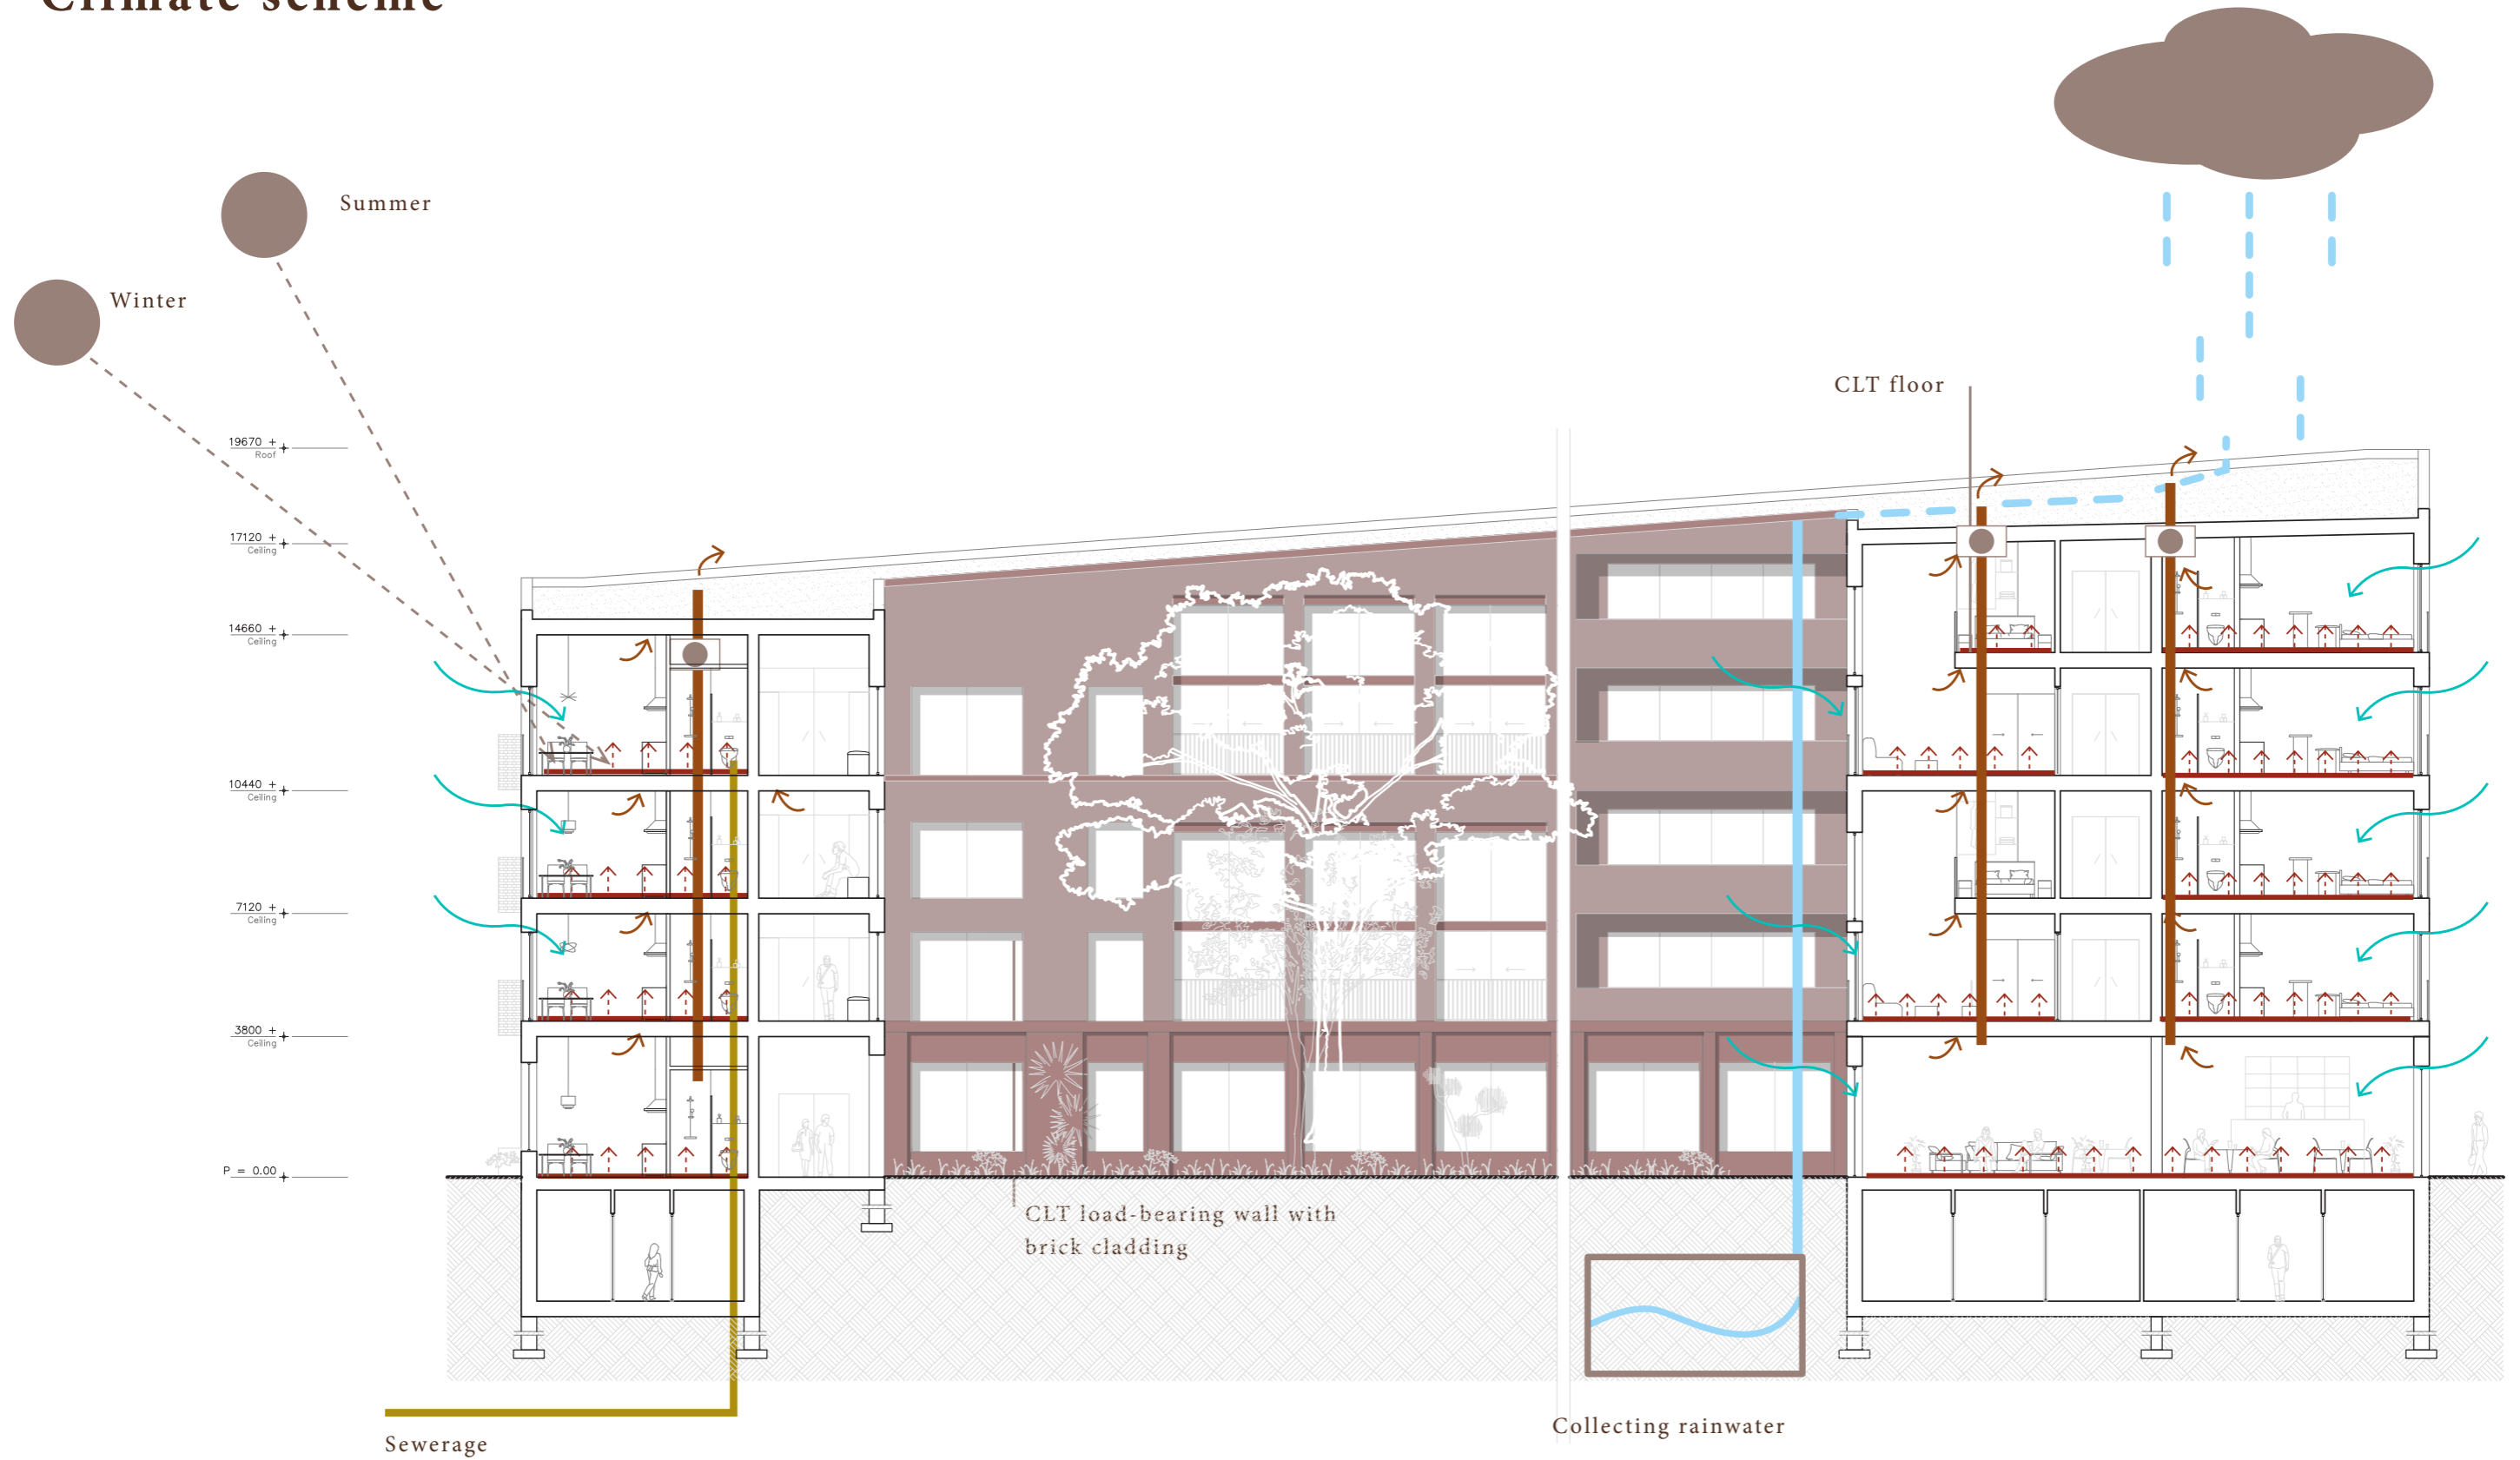 Climate scheme
Summer
Winter
CLT floor
19670 +
Roof
17120 +
Ceiling
14660 +
Ceiling
10440 +
Ceiling
7120 +
Ceiling
3800 +
Ceiling
P = 0.00
CLT load-bearing wall with
brick cladding
Collecting rainwater
Sewerage